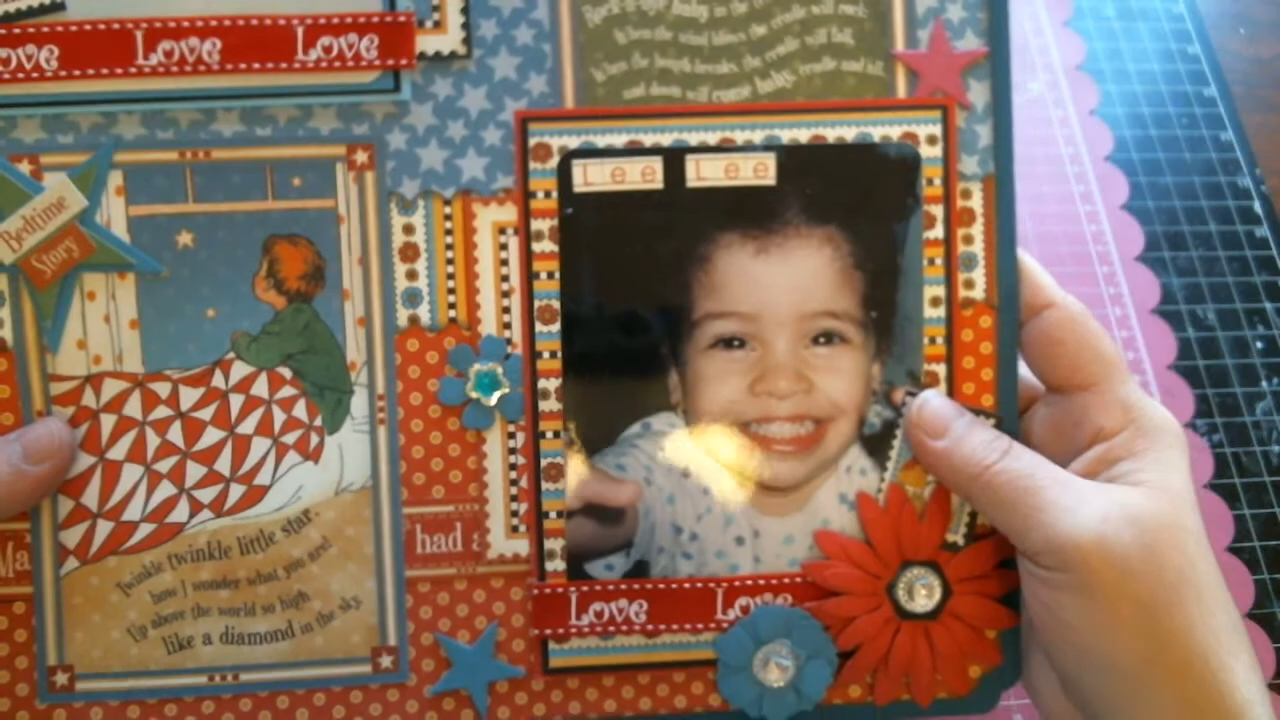 Rock-a-bye baby in the
When the wind blows the cradle will rock;
When the bough breaks, the cradle will fall,
and down will come baby, cradle and all.
Love Love
Lee Lee
Bedtime
Story
had
Twinkle twinkle little star,
how I wonder what you are!
Up above the world so high,
like a diamond in the sky.
Love Love